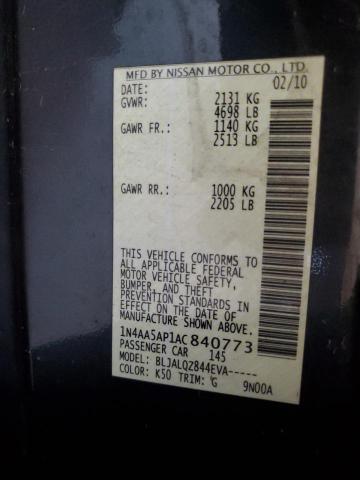 MFD BY NISSAN MOTOR CO., LTD.
DATE: 02/10
GVWR: 2131 KG
4698 LB
GAWR FR.: 1140 KG
2513 LB
GAWR RR.: 1000 KG
2205 LB
THIS VEHICLE CONFORMS TO
ALL APPLICABLE FEDERAL
MOTOR VEHICLE SAFETY,
BUMPER, AND THEFT
PREVENTION STANDARDS IN
EFFECT ON THE DATE OF
MANUFACTURE SHOWN ABOVE.
1N4AA5AP1AC840773
PASSENGER CAR 145
MODEL: BLJALQZ844EVA-----
COLOR: K50 TRIM: G 9N00A